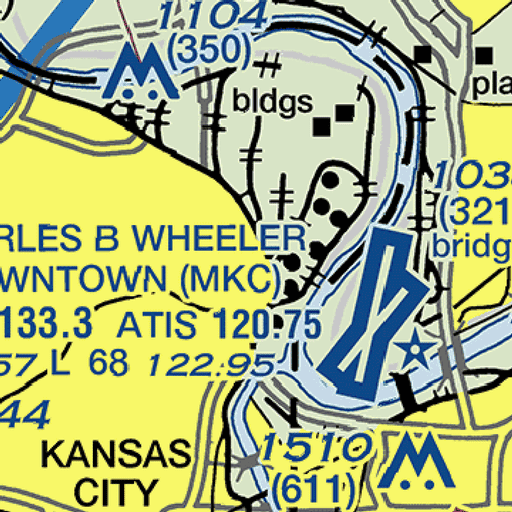 1104
(350)
bldgs
pla
103
(321
bridg
RLES B WHEELER
WNTOWN (MKC)
133.3 ATIS 120.75
57 L 68 122.95
44
KANSAS
CITY
1510
(611)